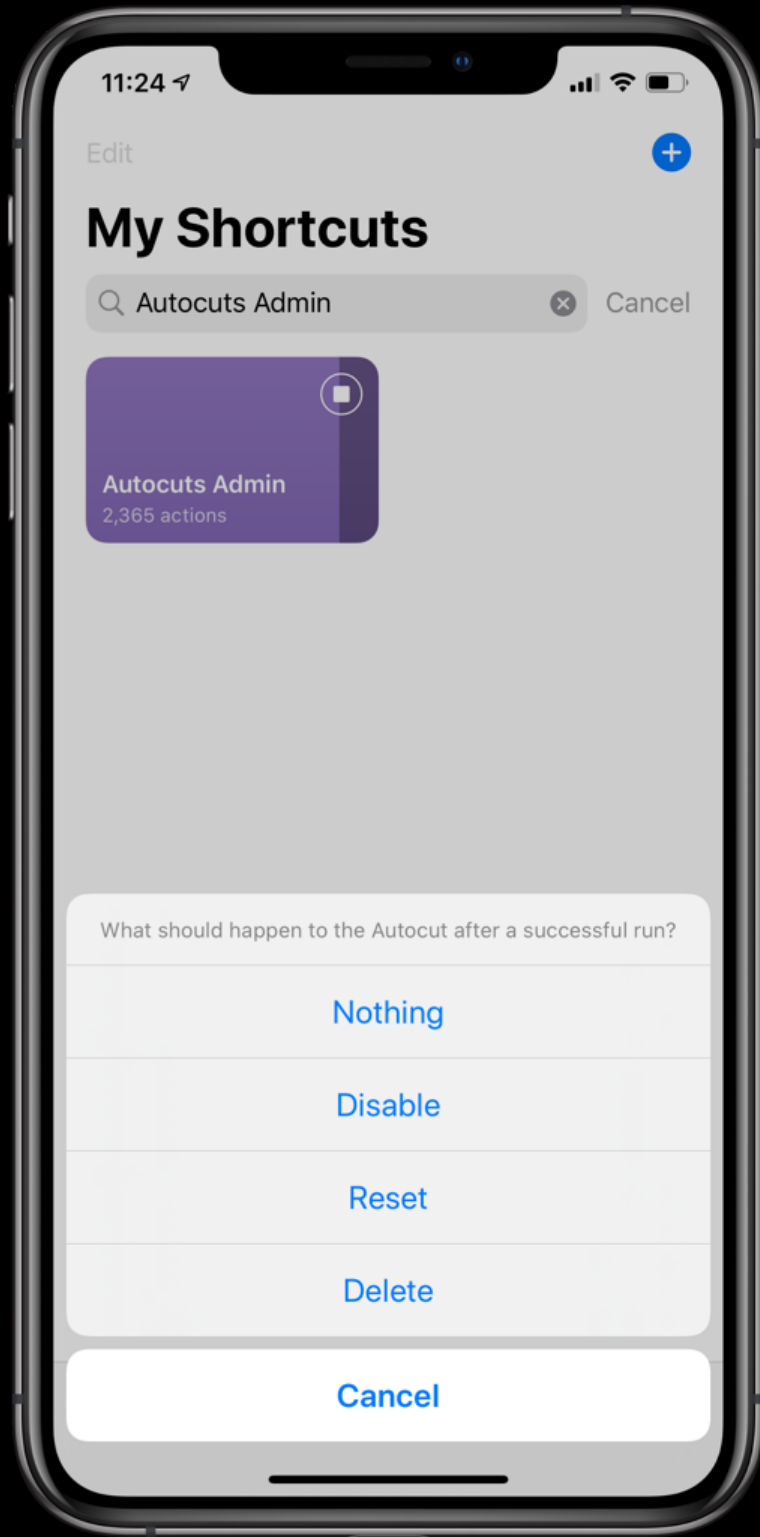 11:24
Edit
My Shortcuts
Autocuts Admin
Cancel
Autocuts Admin
2,365 actions
What should happen to the Autocut after a successful run?
Nothing
Disable
Reset
Delete
Cancel